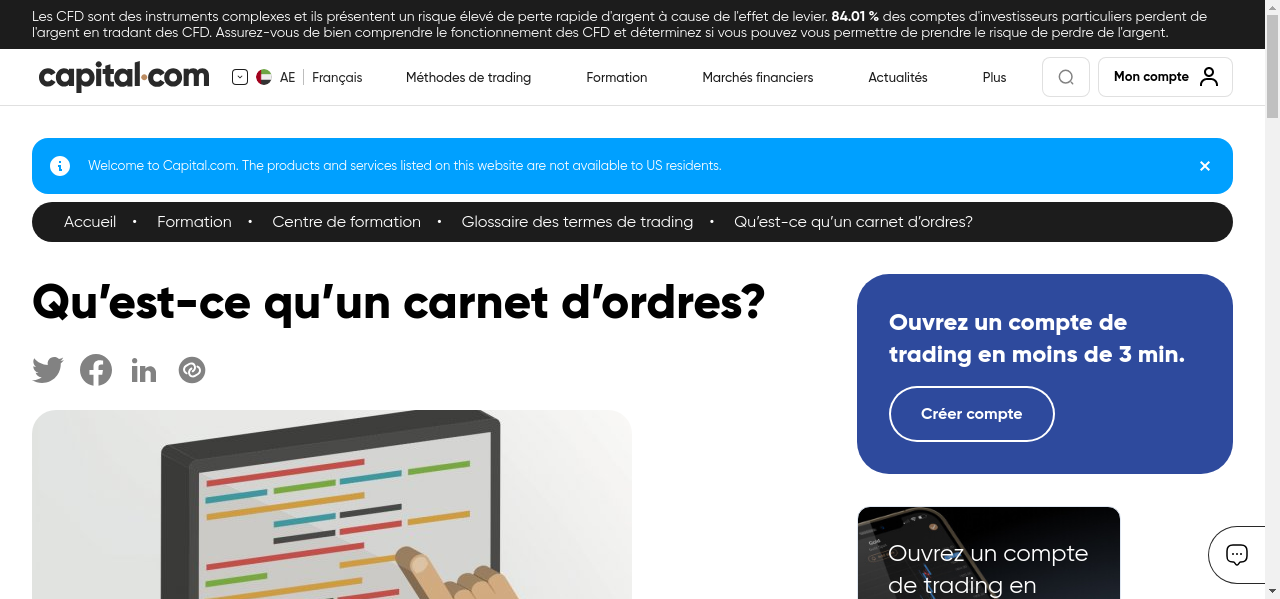 Les CFD sont des instruments complexes et ils présentent un risque élevé de perte rapide d'argent à cause de l'effet de levier. 84.01 % des comptes d'investisseurs particuliers perdent de
l'argent en tradant des CFD. Assurez-vous de bien comprendre le fonctionnement des CFD et déterminez si vous pouvez vous permettre de prendre le risque de perdre de l'argent.
capital.com AE Français Méthodes de trading Formation Marchés financiers Actualités Plus Mon compte
Welcome to Capital.com. The products and services listed on this website are not available to US residents.
Accueil • Formation • Centre de formation • Glossaire des termes de trading • Qu’est-ce qu’un carnet d’ordres?
Qu’est-ce qu’un carnet d’ordres?
Ouvrez un compte de
trading en moins de 3 min.
Créer compte
Ouvrez un compte
de trading en